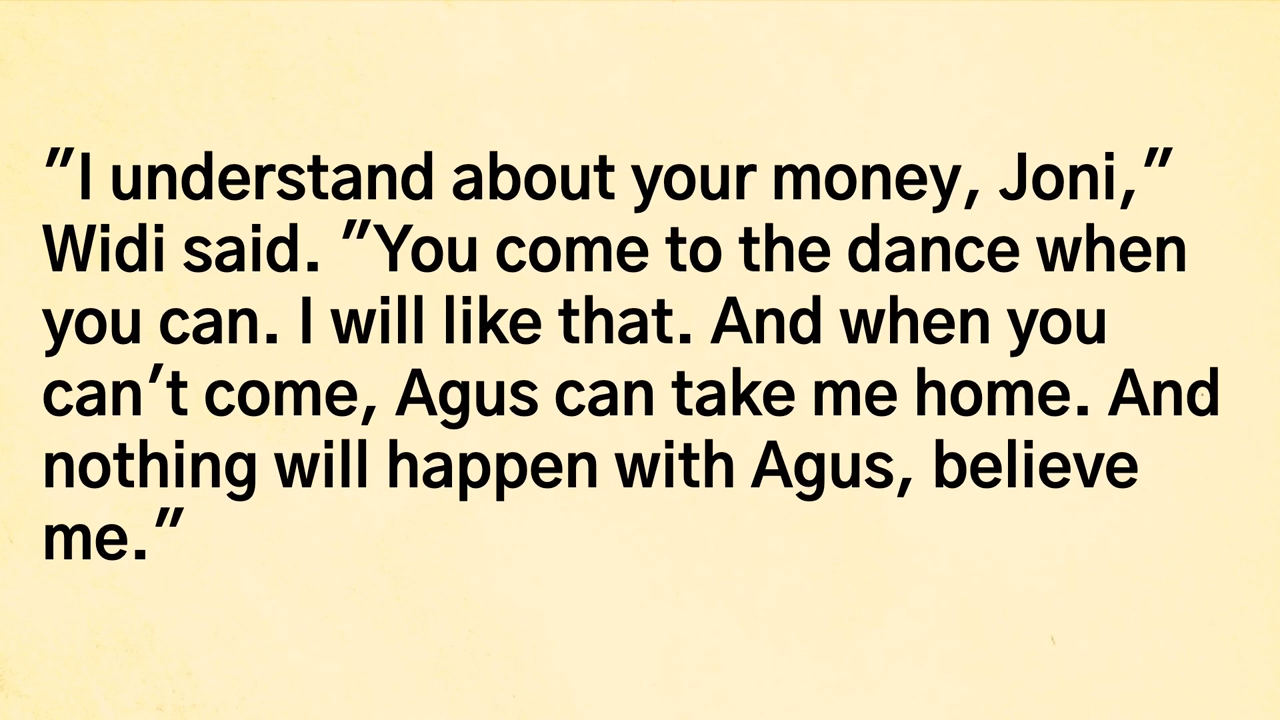 "I understand about your money, Joni,"
Widi said. "You come to the dance when
you can. I will like that. And when you
can't come, Agus can take me home. And
nothing will happen with Agus, believe
me."